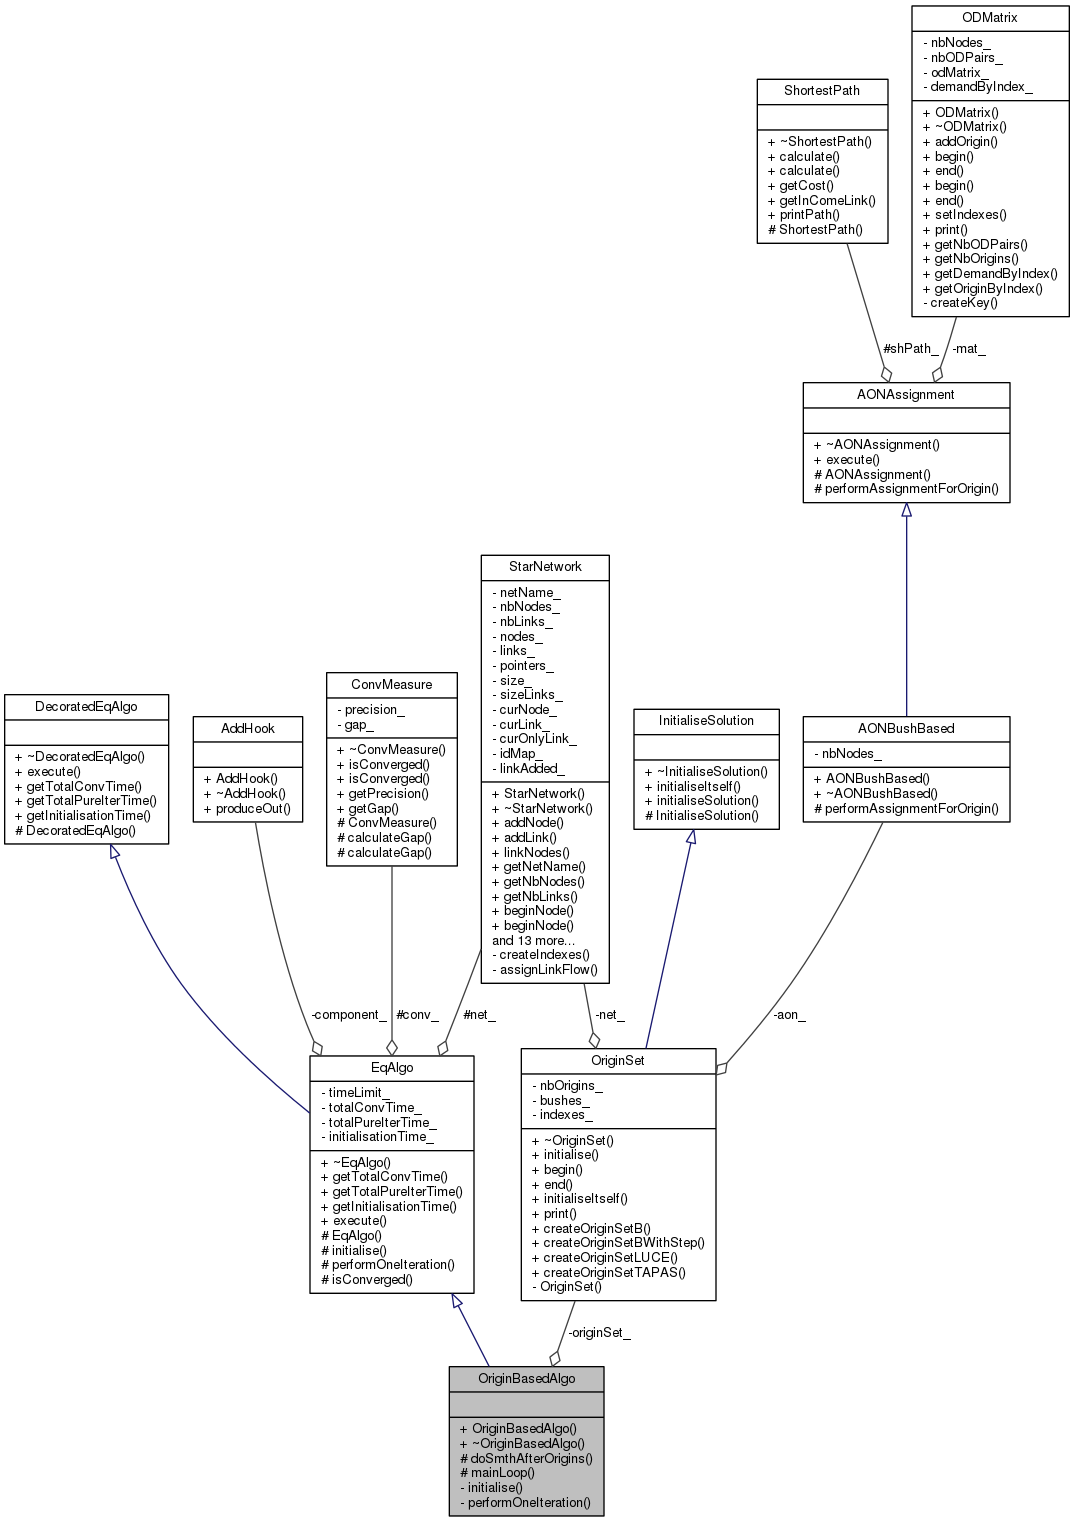 ODMatrix
- nbNodes_
- nbODPairs_
- odMatrix_
- demandByIndex_
+ ODMatrix()
+ ~ODMatrix()
+ addOrigin()
+ begin()
+ end()
+ begin()
+ end()
+ setIndexes()
+ print()
+ getNbODPairs()
+ getNbOrigins()
+ getDemandByIndex()
+ getOriginByIndex()
- createKey()
ShortestPath
+ ~ShortestPath()
+ calculate()
+ calculate()
+ getCost()
+ getInComeLink()
+ printPath()
# ShortestPath()
#shPath_
-mat_
AONAssignment
+ ~AONAssignment()
+ execute()
# AONAssignment()
# performAssignmentForOrigin()
StarNetwork
- netName_
- nbNodes_
- nbLinks_
- nodes_
- links_
- pointers_
- size_
- sizeLinks_
- curNode_
- curLink_
- curOnlyLink_
- idMap_
- linkAdded_
+ StarNetwork()
+ ~StarNetwork()
+ addNode()
+ addLink()
+ linkNodes()
+ getNetName()
+ getNbNodes()
+ getNbLinks()
+ beginNode()
+ beginNode()
and 13 more...
- createIndexes()
- assignLinkFlow()
ConvMeasure
- precision_
- gap_
+ ~ConvMeasure()
+ isConverged()
+ isConverged()
+ getPrecision()
+ getGap()
# ConvMeasure()
# calculateGap()
# calculateGap()
DecoratedEqAlgo
+ ~DecoratedEqAlgo()
+ execute()
+ getTotalConvTime()
+ getTotalPureIterTime()
+ getInitialisationTime()
# DecoratedEqAlgo()
AddHook
+ AddHook()
+ ~AddHook()
+ produceOut()
InitialiseSolution
+ ~InitialiseSolution()
+ initialiseItself()
+ initialiseSolution()
# InitialiseSolution()
AONBushBased
- nbNodes_
+ AONBushBased()
+ ~AONBushBased()
# performAssignmentForOrigin()
-component_
#conv_
#net_
-net_
-aon_
EqAlgo
- timeLimit_
- totalConvTime_
- totalPureIterTime_
- initialisationTime_
+ ~EqAlgo()
+ getTotalConvTime()
+ getTotalPureIterTime()
+ getInitialisationTime()
+ execute()
# EqAlgo()
# initialise()
# performOneIteration()
# isConverged()
OriginSet
- nbOrigins_
- bushes_
- indexes_
+ ~OriginSet()
+ initialise()
+ begin()
+ end()
+ initialiseItself()
+ print()
+ createOriginSetB()
+ createOriginSetBWithStep()
+ createOriginSetLUCE()
+ createOriginSetTAPAS()
- OriginSet()
-originSet_
OriginBasedAlgo
+ OriginBasedAlgo()
+ ~OriginBasedAlgo()
# doSmthAfterOrigins()
# mainLoop()
- initialise()
- performOneIteration()